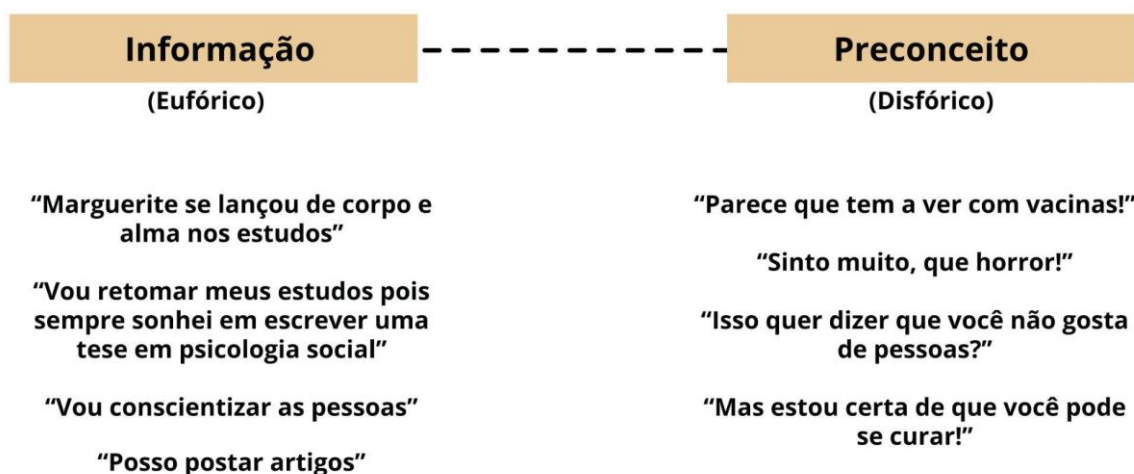 Informação
(Eufórico)
“Marguerite se lançou de corpo e
alma nos estudos”
“Vou retomar meus estudos pois
sempre sonhei em escrever uma
tese em psicologia social”
“Vou conscientizar as pessoas”
“Posso postar artigos”
Preconceito
(Disfórico)
“Parece que tem a ver com vacinas!”
“Sinto muito, que horror!”
“Isso quer dizer que você não gosta
de pessoas?”
“Mas estou certa de que você pode
se curar!”